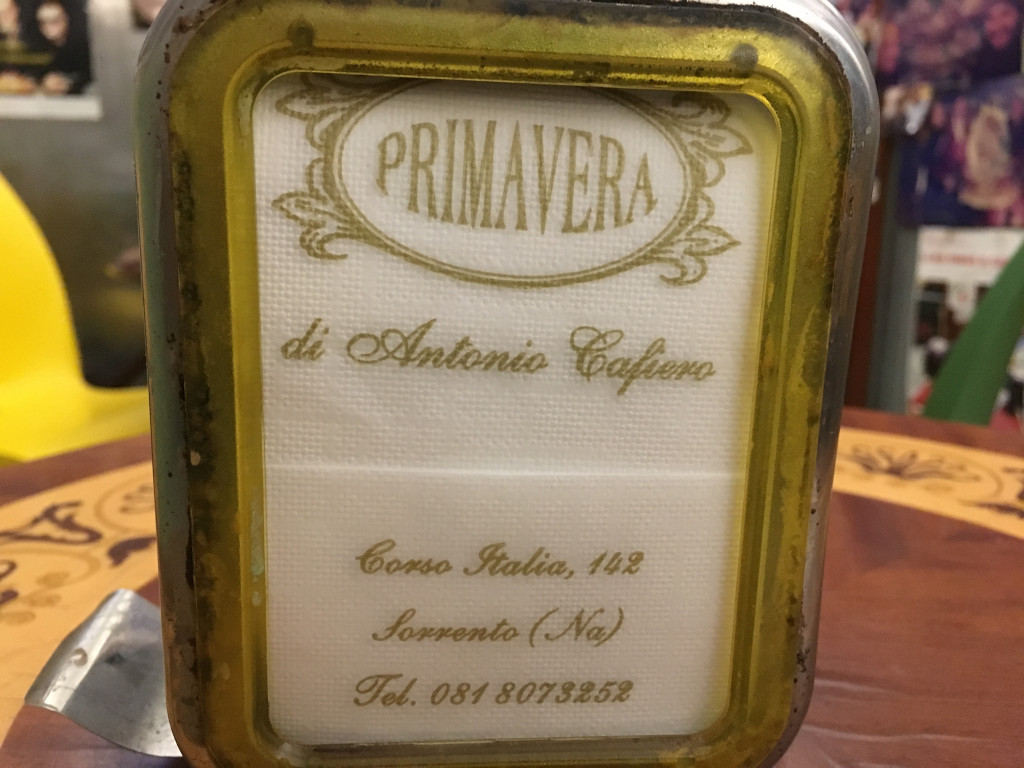 PRIMAVERA
di Antonio Cafiero
Corso Italia, 142
Sorrento (Na)
Tel. 081 8073252